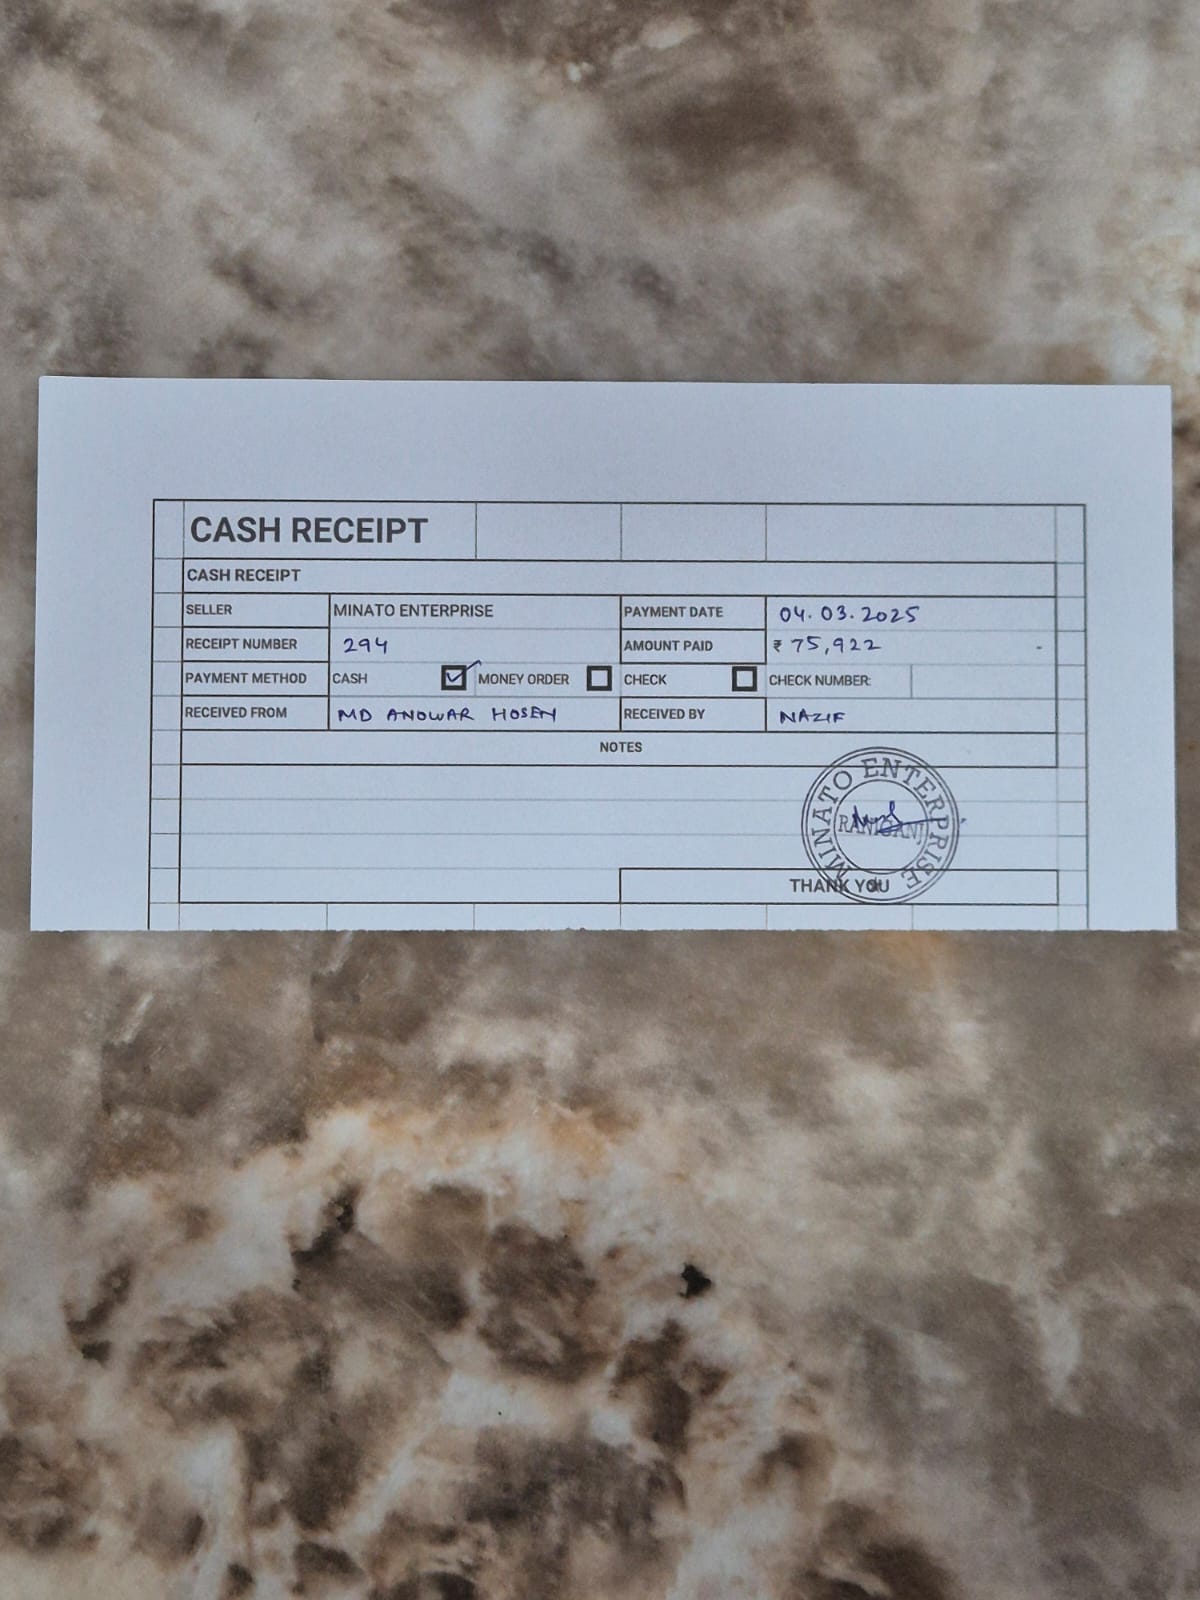 CASH RECEIPT
CASH RECEIPT
SELLER MINATO ENTERPRISE PAYMENT DATE 04.03.2025
RECEIPT NUMBER 294 AMOUNT PAID ₹ 75,922 -
PAYMENT METHOD CASH MONEY ORDER CHECK CHECK NUMBER:
RECEIVED FROM MD ANOWAR HOSEN RECEIVED BY NAZIF
NOTES
MINATO ENTERPRISE
RANIGANJ
THANK YOU